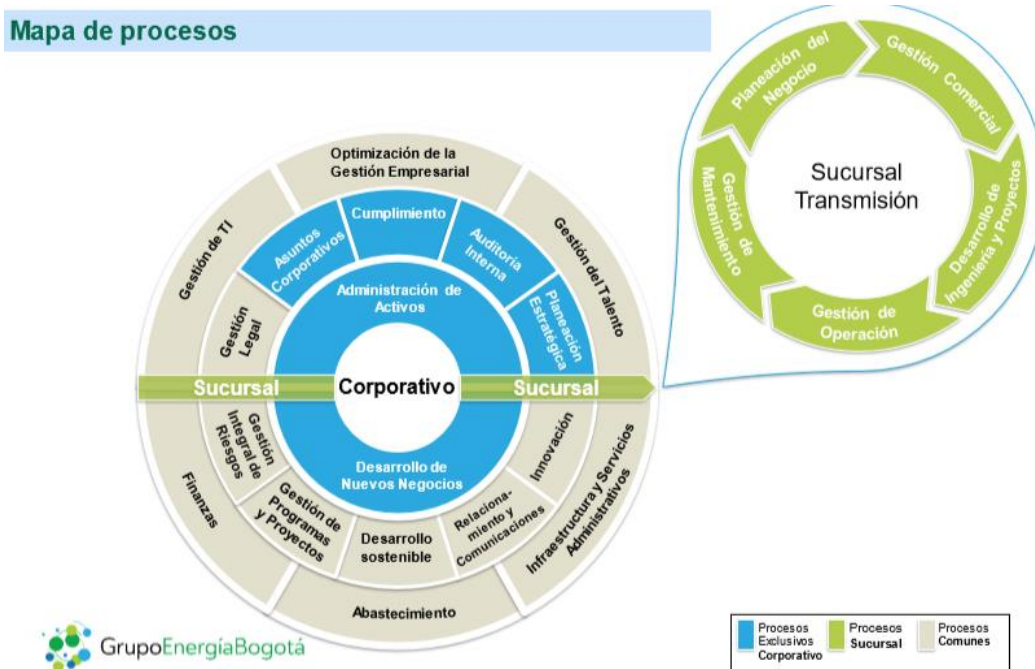 Mapa de procesos
Optimización de la
Gestión Empresarial
Gestión de TI
Gestión del Talento
Asuntos
Corporativos
Cumplimiento
Auditoría
Interna
Planeación
Estratégica
Gestión
Legal
Administración de
Activos
Sucursal
Corporativo
Sucursal
Desarrollo de
Nuevos Negocios
Gestión
Integral de
Riesgos
Gestión de
Programas
y Proyectos
Desarrollo
sostenible
Relaciona-
miento y
Comunicaciones
Innovación
Finanzas
Abastecimiento
Infraestructura y Servicios
Administrativos
Planeación del
Negocio
Gestión Comercial
Desarrollo de
Ingeniería y Proyectos
Gestión de
Operación
Gestión de
Mantenimiento
Sucursal
Transmisión
GrupoEnergíaBogotá
Procesos
Exclusivos
Corporativo
Procesos
Sucursal
Procesos
Comunes